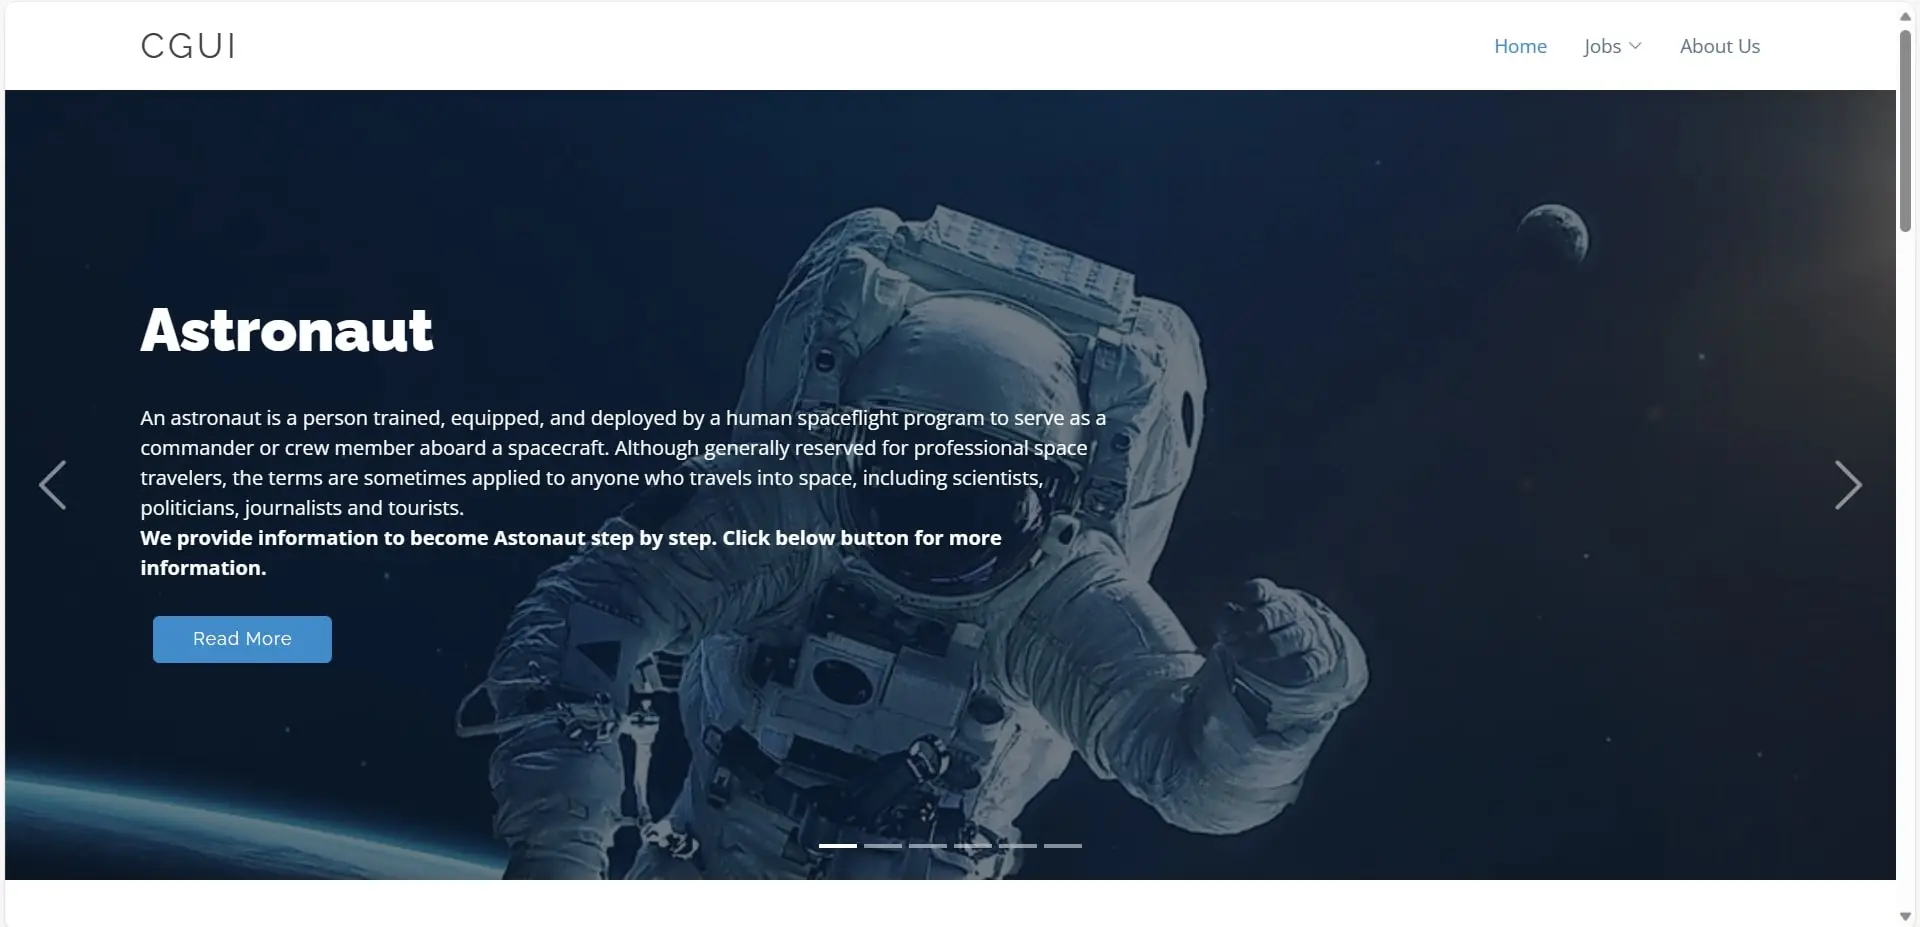 CGUI
Home
Jobs
About Us
Astronaut
An astronaut is a person trained, equipped, and deployed by a human spaceflight program to serve as a
commander or crew member aboard a spacecraft. Although generally reserved for professional space
travelers, the terms are sometimes applied to anyone who travels into space, including scientists,
politicians, journalists and tourists.
We provide information to become Astonaut step by step. Click below button for more
information.
Read More